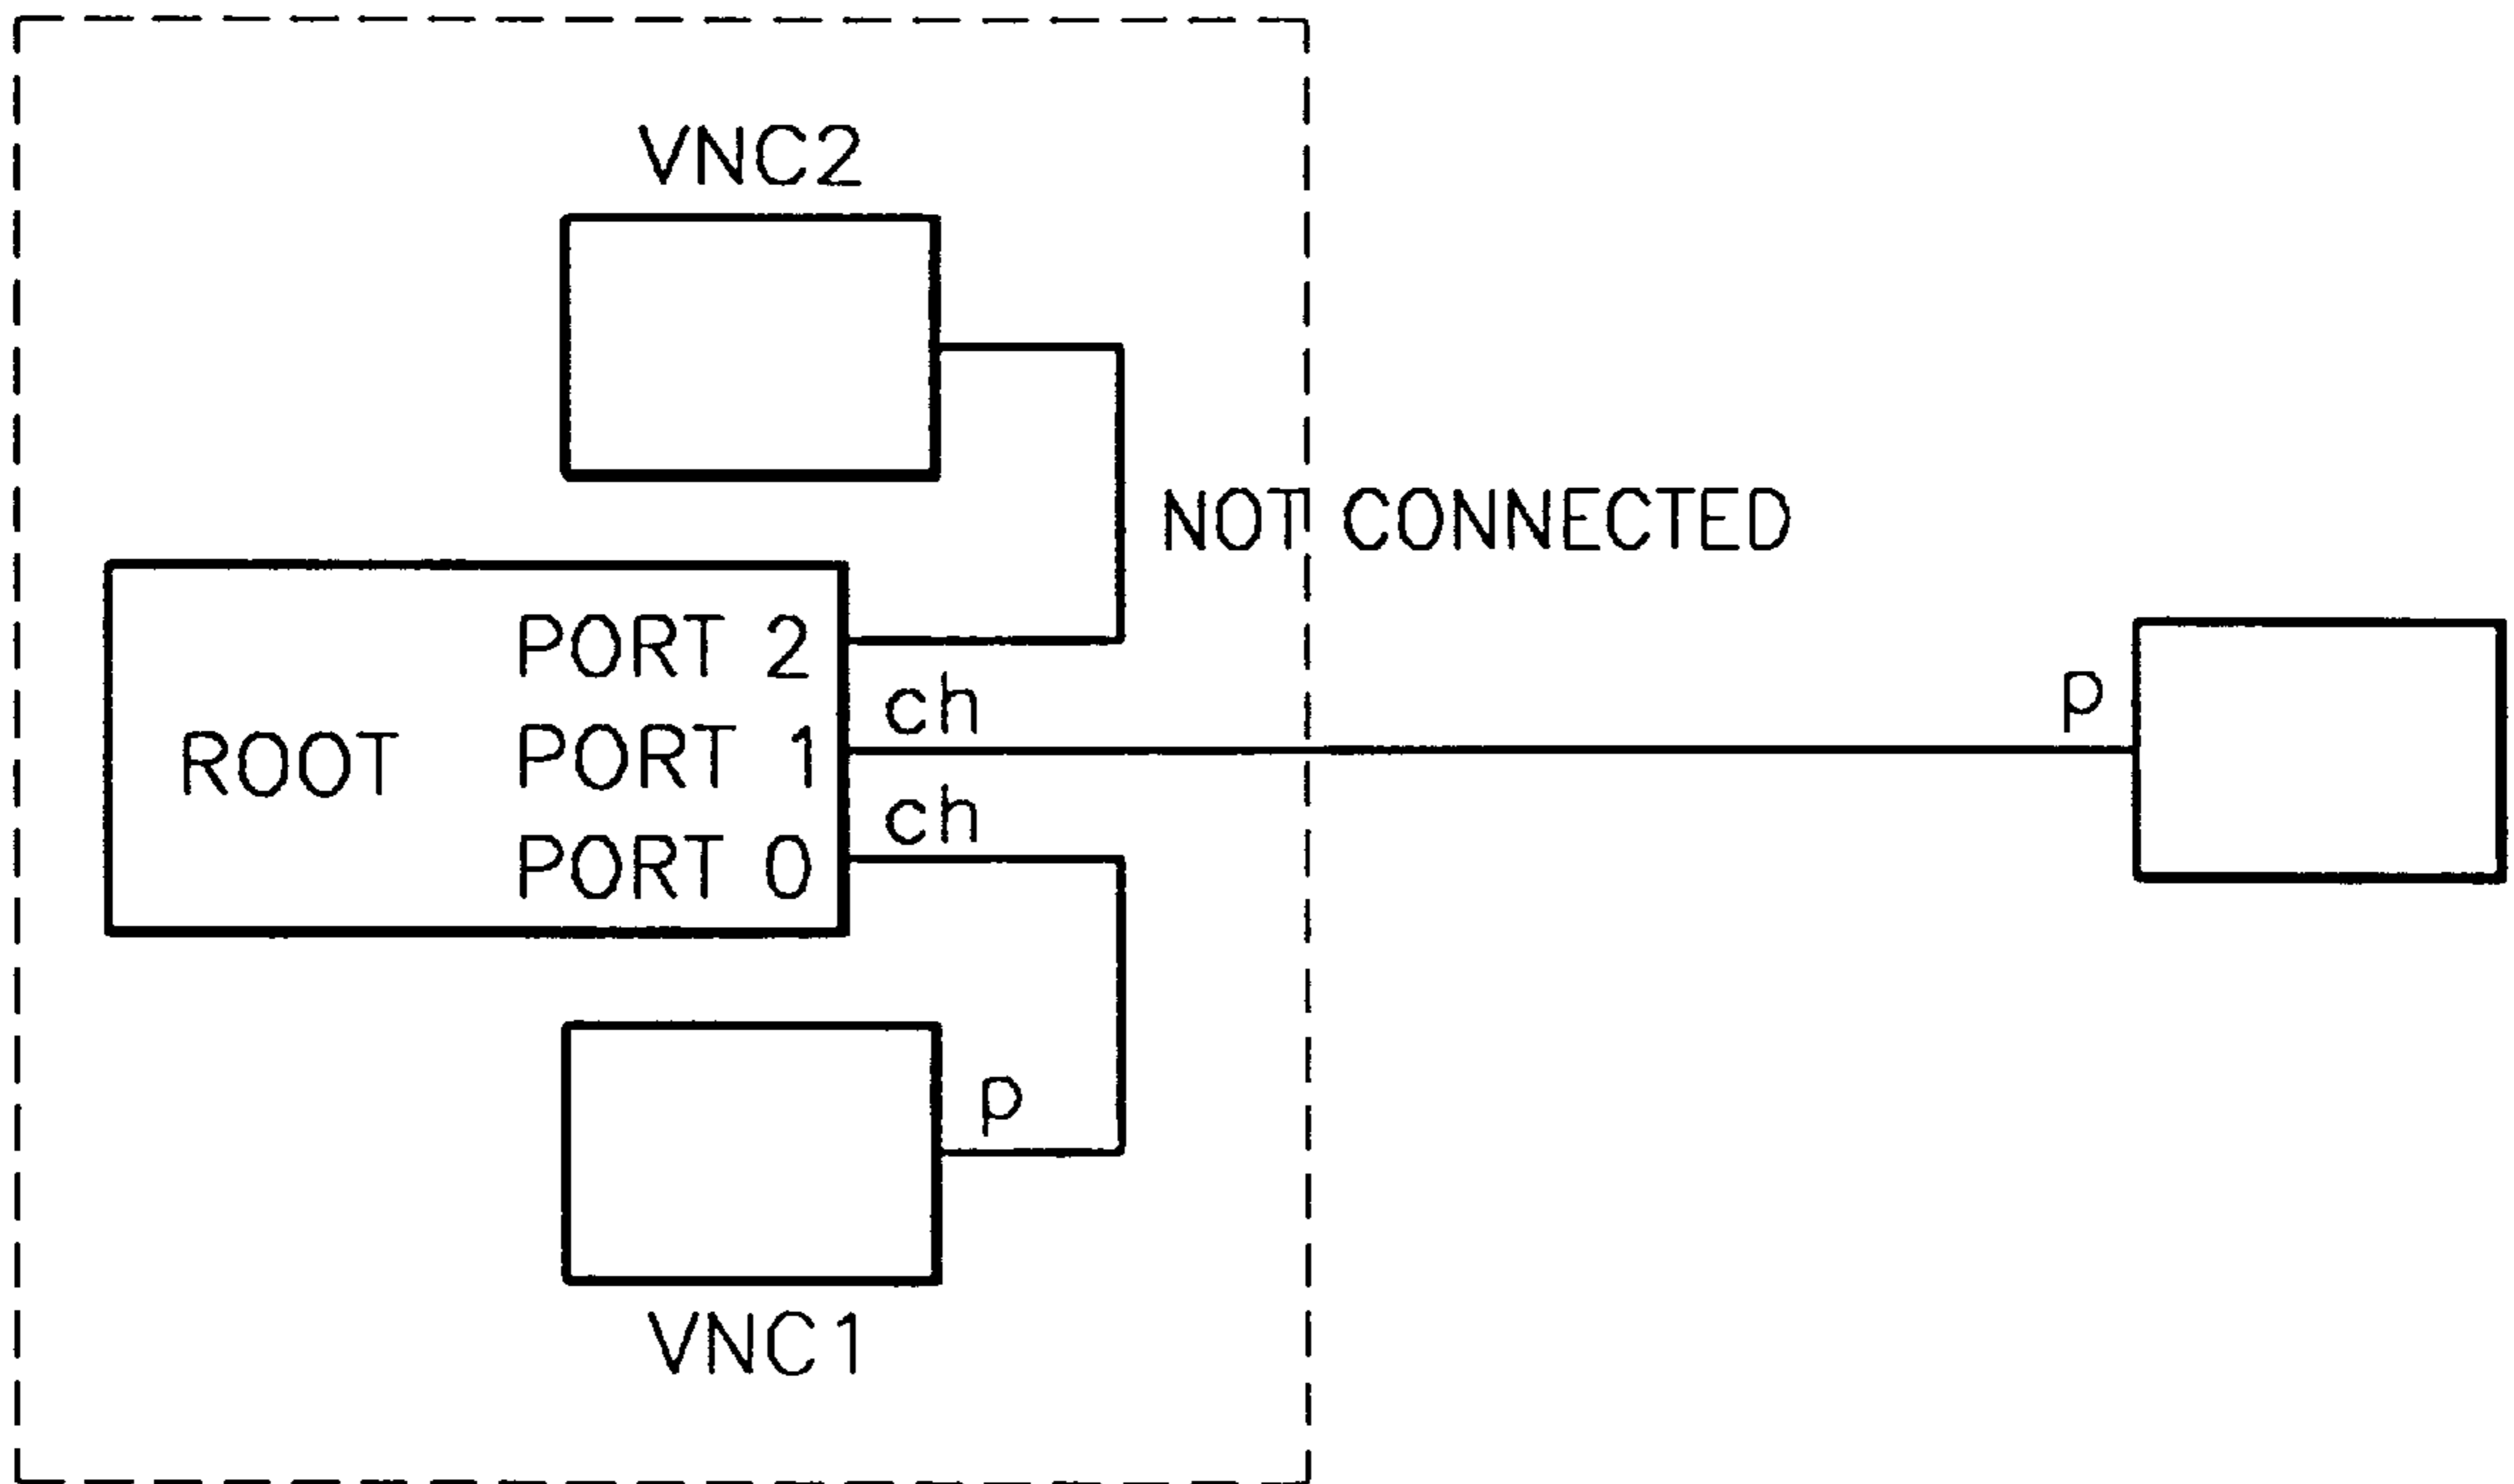 VNC2
NOT CONNECTED
PORT 2
ch
p
ROOT
PORT 1
ch
PORT 0
p
VNC1